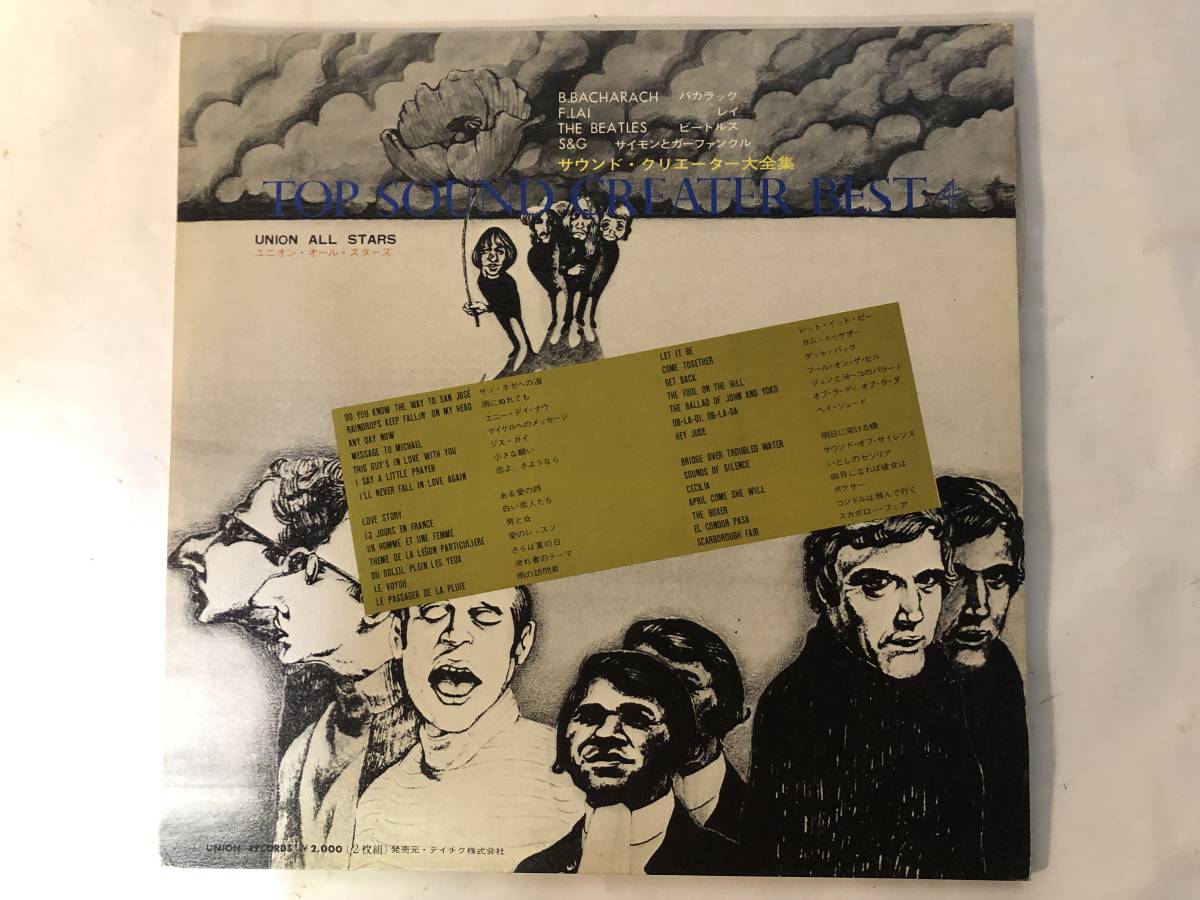 B.BACHARACH バカラック
F.LAI レイ
THE BEATLES ビートルズ
S&G サイモンとガーファンクル
サウンド・クリエーター大全集
TOP SOUND CREATER BEST 4
UNION ALL STARS
ユニオン・オール・スターズ
DO YOU KNOW THE WAY TO SAN JOSE サン・ホゼへの道
RAINDROPS KEEP FALLIN' ON MY HEAD 雨にぬれても
ANY DAY NOW エニー・デイ・ナウ
MESSAGE TO MICHAEL マイケルへのメッセージ
THIS GUY'S IN LOVE WITH YOU ジス・ガイ
I SAY A LITTLE PRAYER 小さな願い
I'LL NEVER FALL IN LOVE AGAIN 恋よ、さようなら
LOVE STORY ある愛の詩
13 JOURS EN FRANCE 白い恋人たち
UN HOMME ET UNE FEMME 男と女
THEME DE LA LEÇON PARTICULIERE 愛のレッスン
DU SOLEIL PLEIN LES YEUX さらば夏の日
LE VOYOU 流れ者のテーマ
LE PASSAGER DE LA PLUIE 雨の訪問者
LET IT BE レット・イット・ビー
COME TOGETHER カム・トゥゲザー
GET BACK ゲット・バック
THE FOOL ON THE HILL フール・オン・ザ・ヒル
THE BALLAD OF JOHN AND YOKO ジョンとヨーコのバラード
OB-LA-DI, OB-LA-DA オブ・ラ・ディ、オブ・ラ・ダ
HEY JUDE ヘイ・ジュード
BRIDGE OVER TROUBLED WATER 明日に架ける橋
SOUNDS OF SILENCE サウンド・オブ・サイレンス
CECILIA いとしのセシリア
APRIL COME SHE WILL 四月になれば彼女は
THE BOXER ボクサー
EL CONDOR PASA コンドルは飛んで行く
SCARBOROUGH FAIR スカボロー・フェア
UNION RECORDS ¥2,000 (2枚組) 発売元・テイチク株式会社